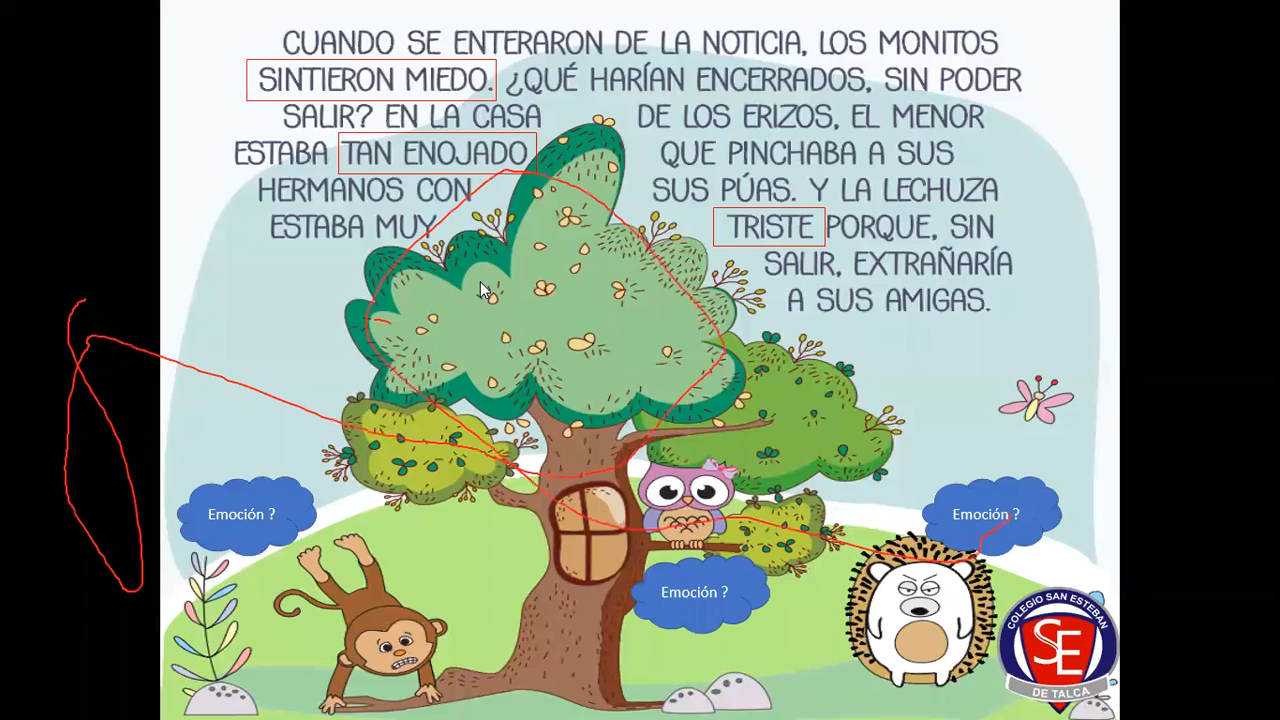 CUANDO SE ENTERARON DE LA NOTICIA, LOS MONITOS
SINTIERON MIEDO. ¿QUÉ HARÍAN ENCERRADOS, SIN PODER
SALIR? EN LA CASA DE LOS ERIZOS, EL MENOR
ESTABA TAN ENOJADO QUE PINCHABA A SUS
HERMANOS CON SUS PÚAS. Y LA LECHUZA
ESTABA MUY TRISTE PORQUE, SIN
SALIR, EXTRAÑARÍA
A SUS AMIGAS.
Emoción ?
Emoción ?
Emoción ?
COLEGIO SAN ESTEBAN
SE
DE TALCA